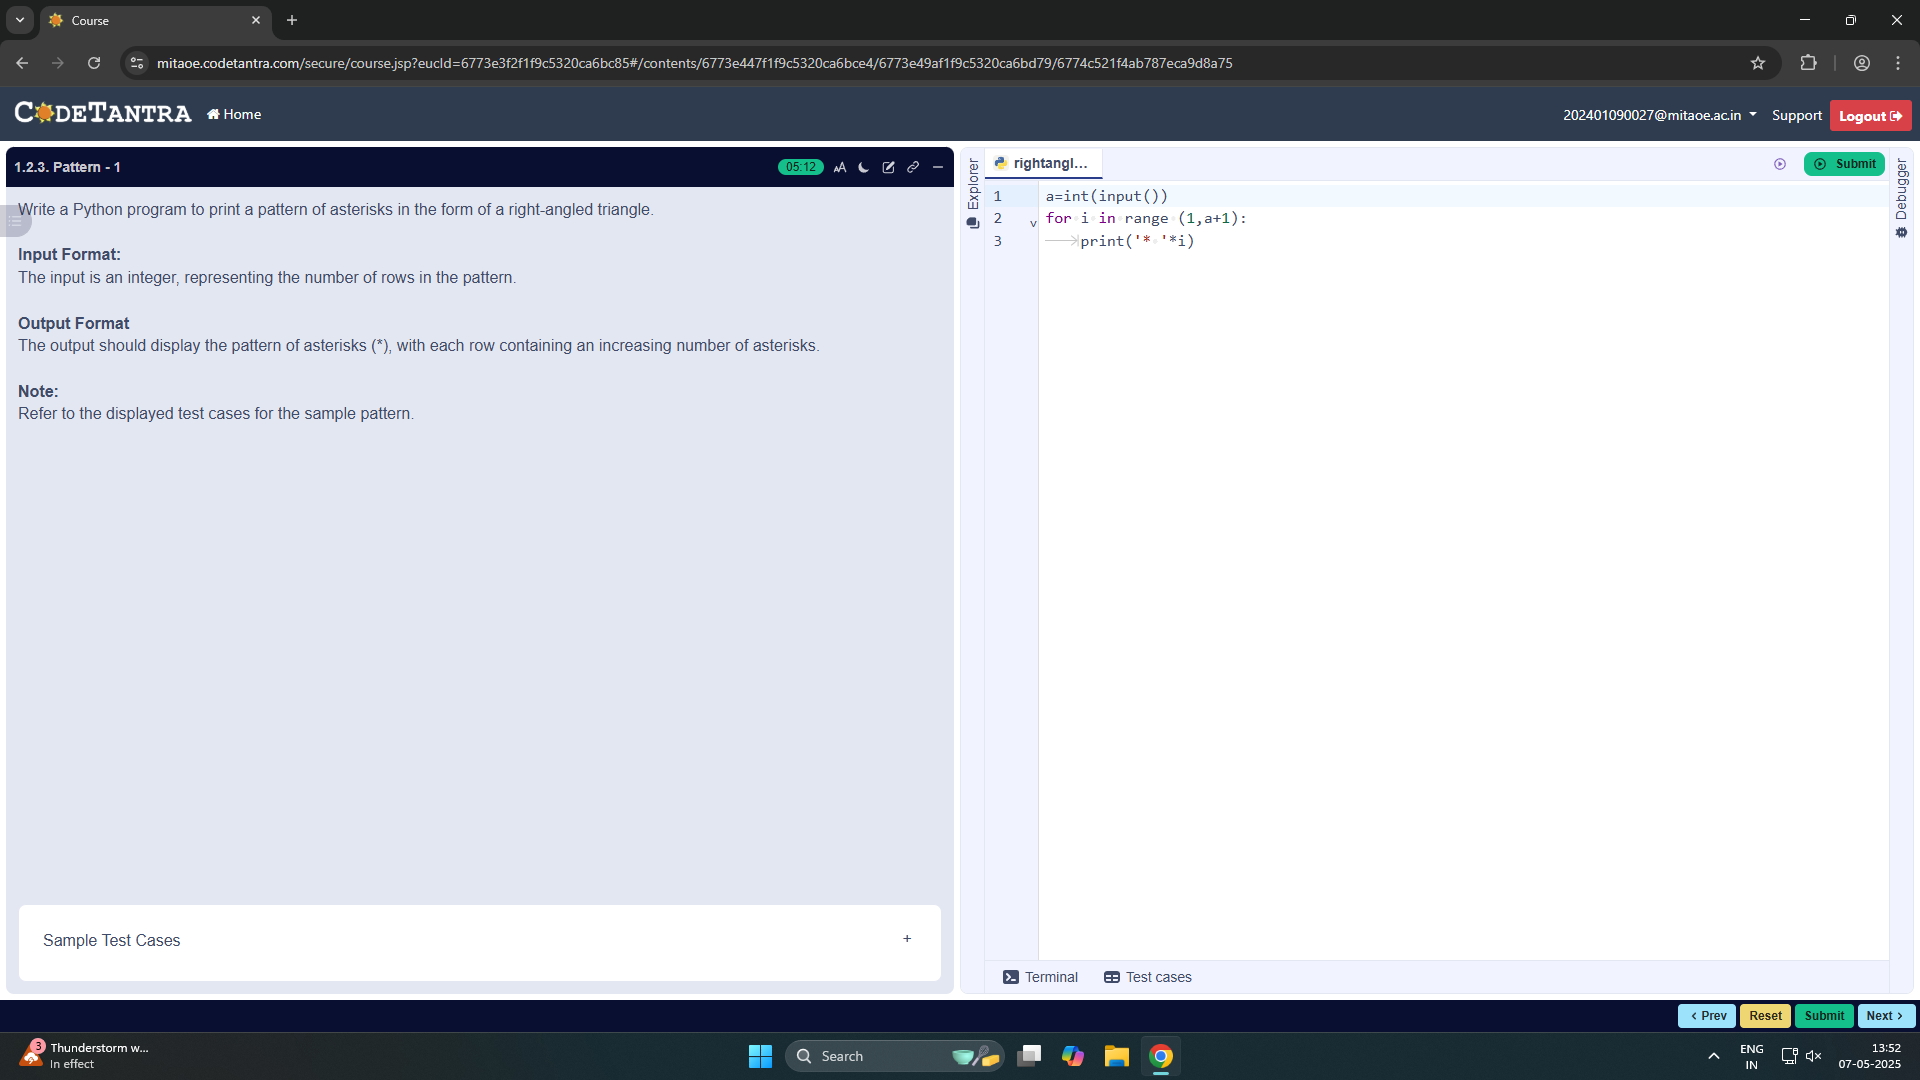 Course
mitaoe.codetantra.com/secure/course.jsp?eucId=6773e3f2f1f9c5320ca6bc85#/contents/6773e447f1f9c5320ca6bce4/6773e49af1f9c5320ca6bd79/6774c521f4ab787eca9d8a75
CODETANTRA
Home
202401090027@mitaoe.ac.in
Support
Logout
1.2.3. Pattern - 1
05:12
AA
Write a Python program to print a pattern of asterisks in the form of a right-angled triangle.
Input Format:
The input is an integer, representing the number of rows in the pattern.
Output Format
The output should display the pattern of asterisks (*), with each row containing an increasing number of asterisks.
Note:
Refer to the displayed test cases for the sample pattern.
Sample Test Cases
+
Explorer
rightangl...
Submit
Debugger
1 a=int(input())
2 for i in range (1,a+1):
3 print('* '*i)
Terminal
Test cases
< Prev
Reset
Submit
Next >
3
Thunderstorm w...
In effect
Search
ENG
IN
13:52
07-05-2025